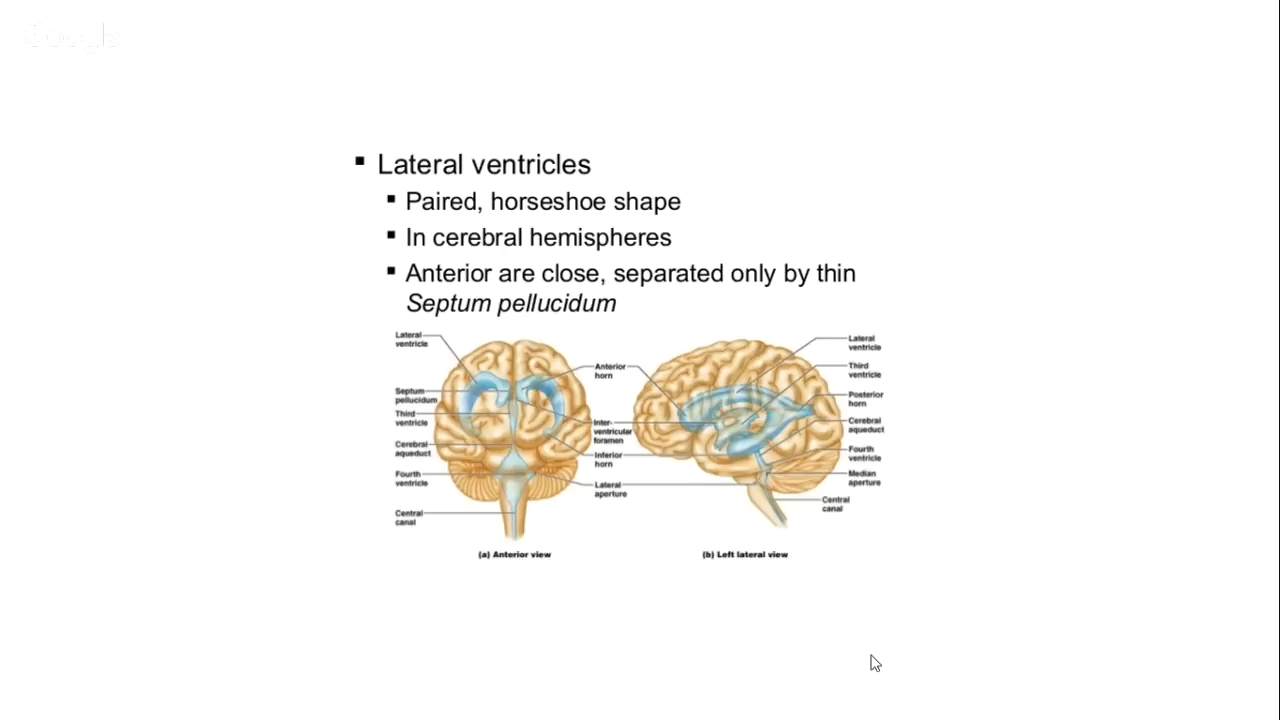 Lateral ventricles
Paired, horseshoe shape
In cerebral hemispheres
Anterior are close, separated only by thin
Septum pellucidum
Lateral
ventricle
Septum
pellucidum
Third
ventricle
Cerebral
aqueduct
Fourth
ventricle
Central
canal
Anterior
horn
Inter-
ventricular
foramen
Inferior
horn
Lateral
aperture
Lateral
ventricle
Third
ventricle
Posterior
horn
Cerebral
aqueduct
Fourth
ventricle
Median
aperture
Central
canal
(a) Anterior view
(b) Left lateral view